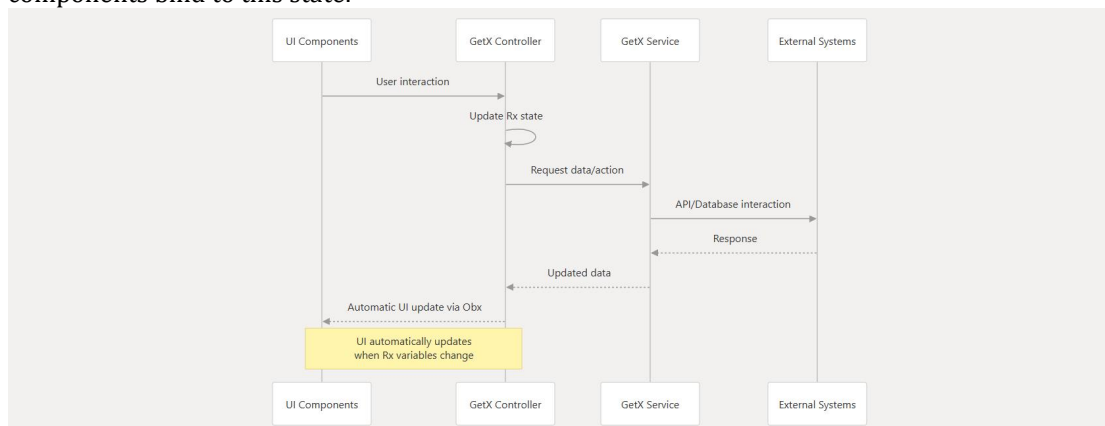 components bind to this state.
UI Components GetX Controller GetX Service External Systems
User interaction
Update Rx state
Request data/action
API/Database interaction
Response
Updated data
Automatic UI update via Obx
UI automatically updates
when Rx variables change
UI Components GetX Controller GetX Service External Systems